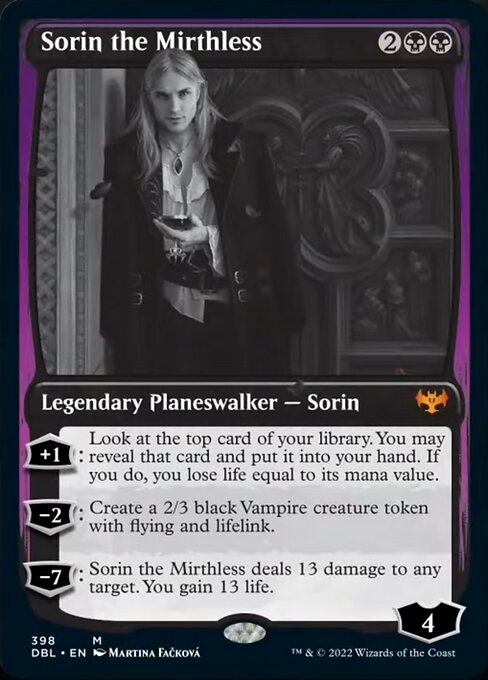 Sorin the Mirthless 2
Legendary Planeswalker — Sorin
+1 : Look at the top card of your library. You may
reveal that card and put it into your hand. If
you do, you lose life equal to its mana value.
−2 : Create a 2/3 black Vampire creature token
with flying and lifelink.
−7 : Sorin the Mirthless deals 13 damage to any
target. You gain 13 life.
4
398 M
DBL • EN MARTINA FAČKOVÁ
™ & © 2022 Wizards of the Coast